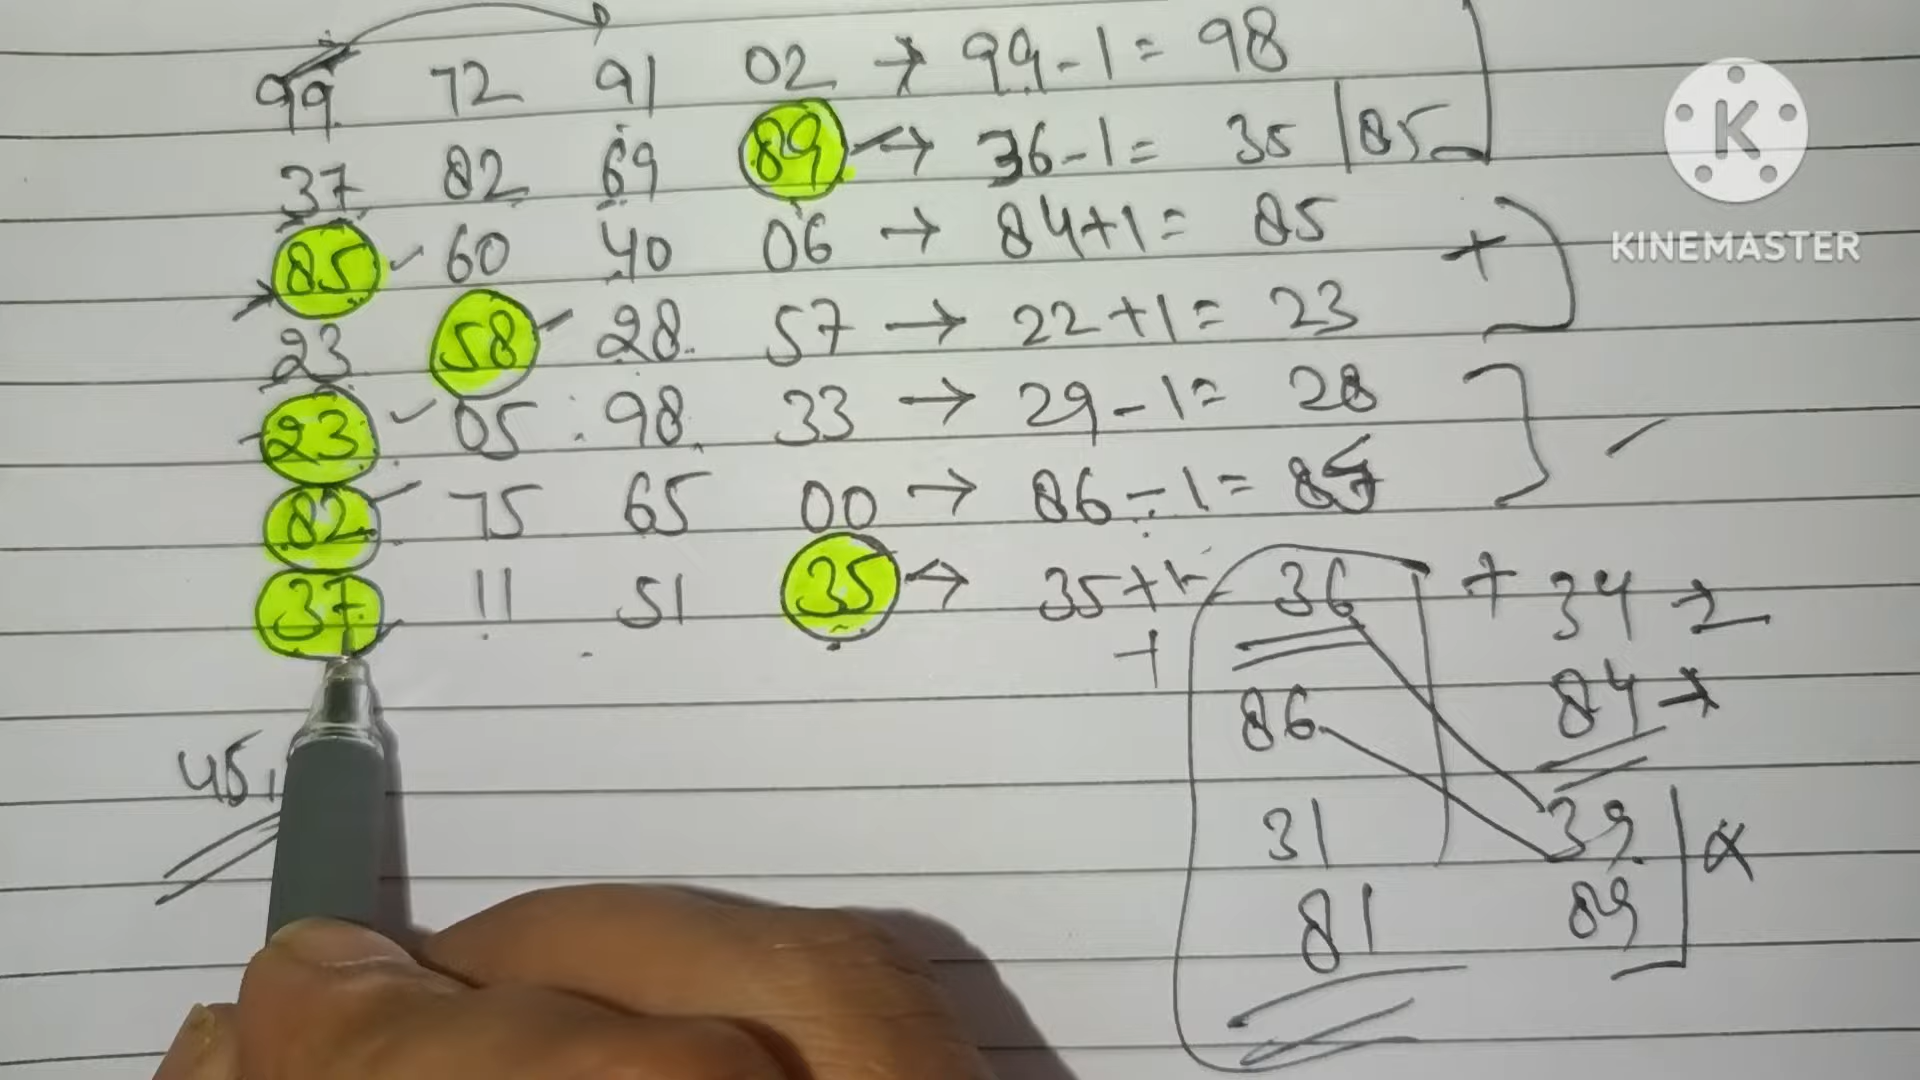 99 72 91 02 → 99-1= 98
37 82 69 89 → 36-1= 35 |85
85 60 40 06 → 84+1= 85 +
23 58 28 57 → 22+1= 23
23 05 98 33 → 29-1= 28 -
82 75 65 00 → 86-1= 85
37 11 51 35 → 35+1- 36 + 34 →
+
86 84 →
45,
31 39 x
81 89
K
KINEMASTER